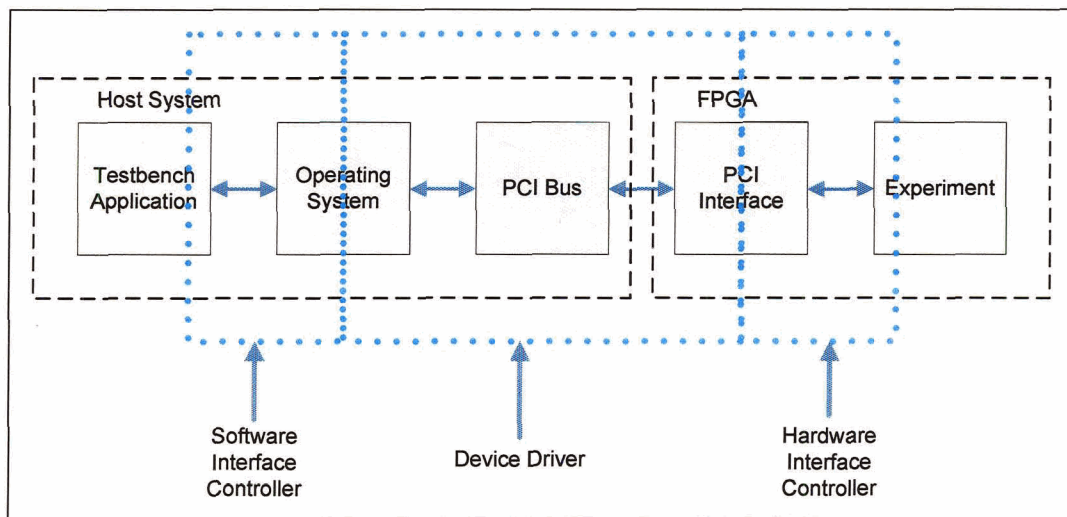 Host System
FPGA
Testbench
Application
Operating
System
PCI Bus
PCI
Interface
Experiment
Software
Interface
Controller
Device Driver
Hardware
Interface
Controller